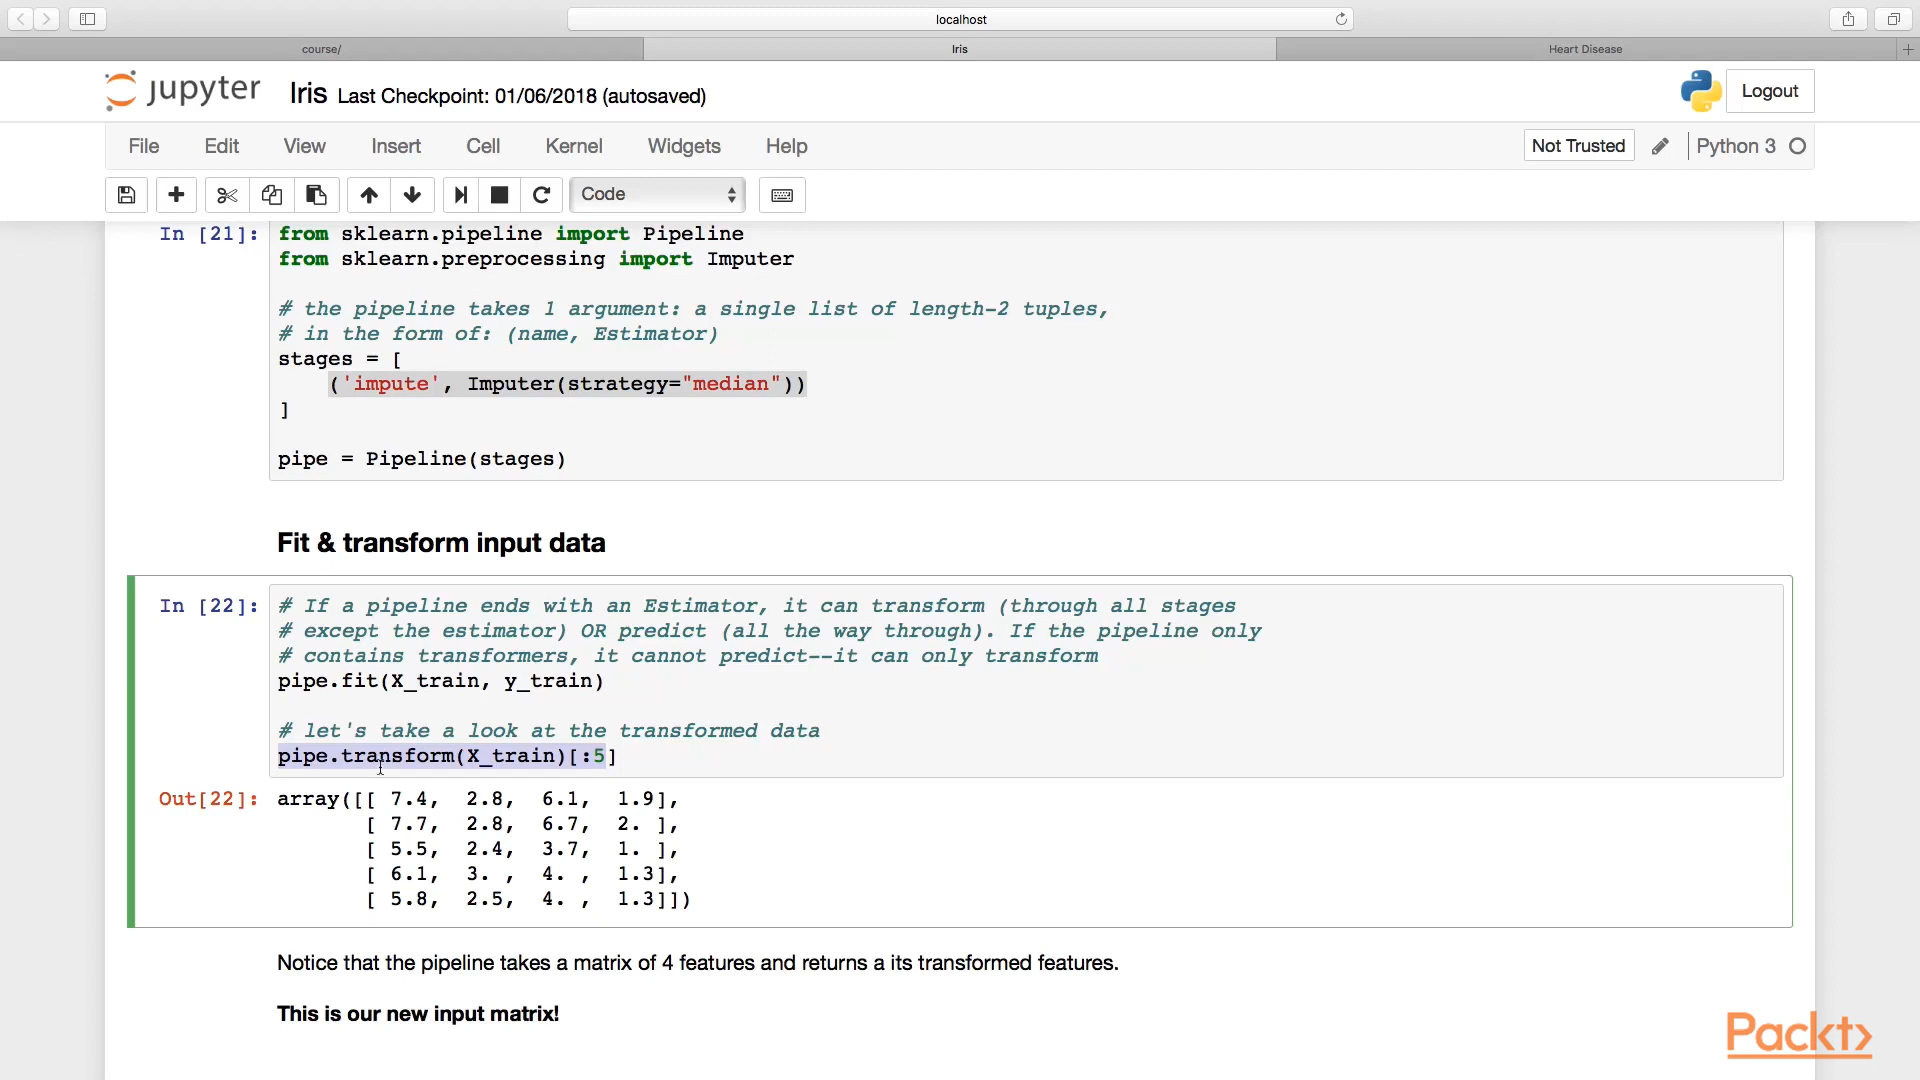 localhost
course/
Iris
Heart Disease
jupyter Iris Last Checkpoint: 01/06/2018 (autosaved)
Logout
File Edit View Insert Cell Kernel Widgets Help
Not Trusted
Python 3
Code
In [21]:
from sklearn.pipeline import Pipeline
from sklearn.preprocessing import Imputer
# the pipeline takes 1 argument: a single list of length-2 tuples,
# in the form of: (name, Estimator)
stages = [
('impute', Imputer(strategy="median"))
]
pipe = Pipeline(stages)
Fit & transform input data
In [22]:
# If a pipeline ends with an Estimator, it can transform (through all stages
# except the estimator) OR predict (all the way through). If the pipeline only
# contains transformers, it cannot predict--it can only transform
pipe.fit(X_train, y_train)
# let's take a look at the transformed data
pipe.transform(X_train)[:5]
Out[22]:
array([[ 7.4, 2.8, 6.1, 1.9],
[ 7.7, 2.8, 6.7, 2. ],
[ 5.5, 2.4, 3.7, 1. ],
[ 6.1, 3. , 4. , 1.3],
[ 5.8, 2.5, 4. , 1.3]])
Notice that the pipeline takes a matrix of 4 features and returns a its transformed features.
This is our new input matrix!
Packt>